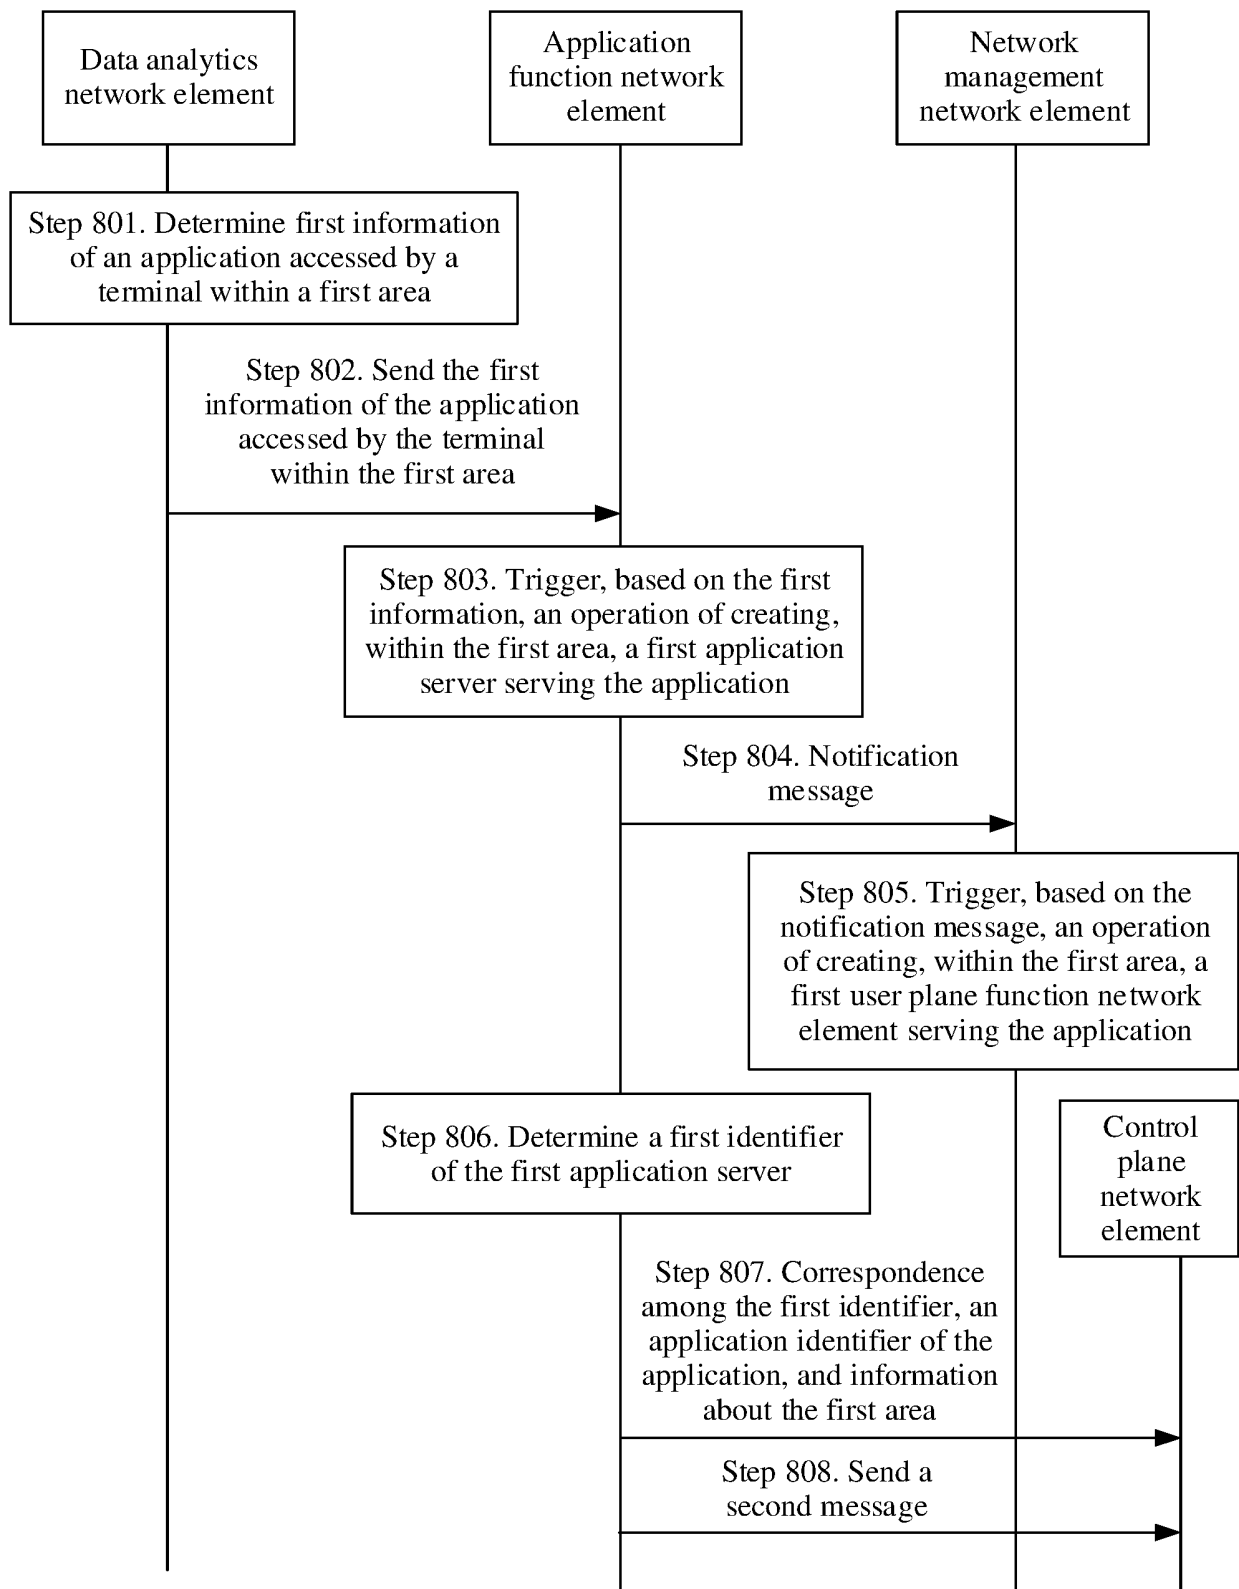 Data analytics
network element
Application
function network
element
Network
management
network element
Step 801. Determine first information
of an application accessed by a
terminal within a first area
Step 802. Send the first
information of the application
accessed by the terminal
within the first area
Step 803. Trigger, based on the first
information, an operation of creating,
within the first area, a first application
server serving the application
Step 804. Notification
message
Step 805. Trigger, based on the
notification message, an operation
of creating, within the first area, a
first user plane function network
element serving the application
Step 806. Determine a first identifier
of the first application server
Control
plane
network
element
Step 807. Correspondence
among the first identifier, an
application identifier of the
application, and information
about the first area
Step 808. Send a
second message